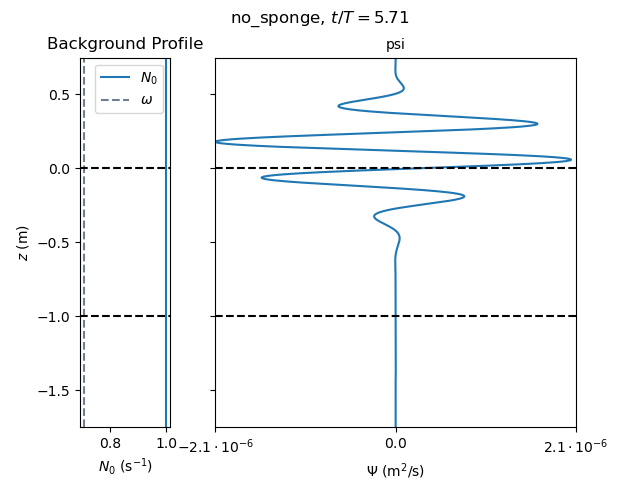 no_sponge, t/T = 5.71
Background Profile
psi
N₀
ω
0.5
0.0
−0.5
−1.0
−1.5
z (m)
0.8
1.0
N₀ (s⁻¹)
−2.1 · 10⁻⁶
0.0
2.1 · 10⁻⁶
Ψ (m²/s)